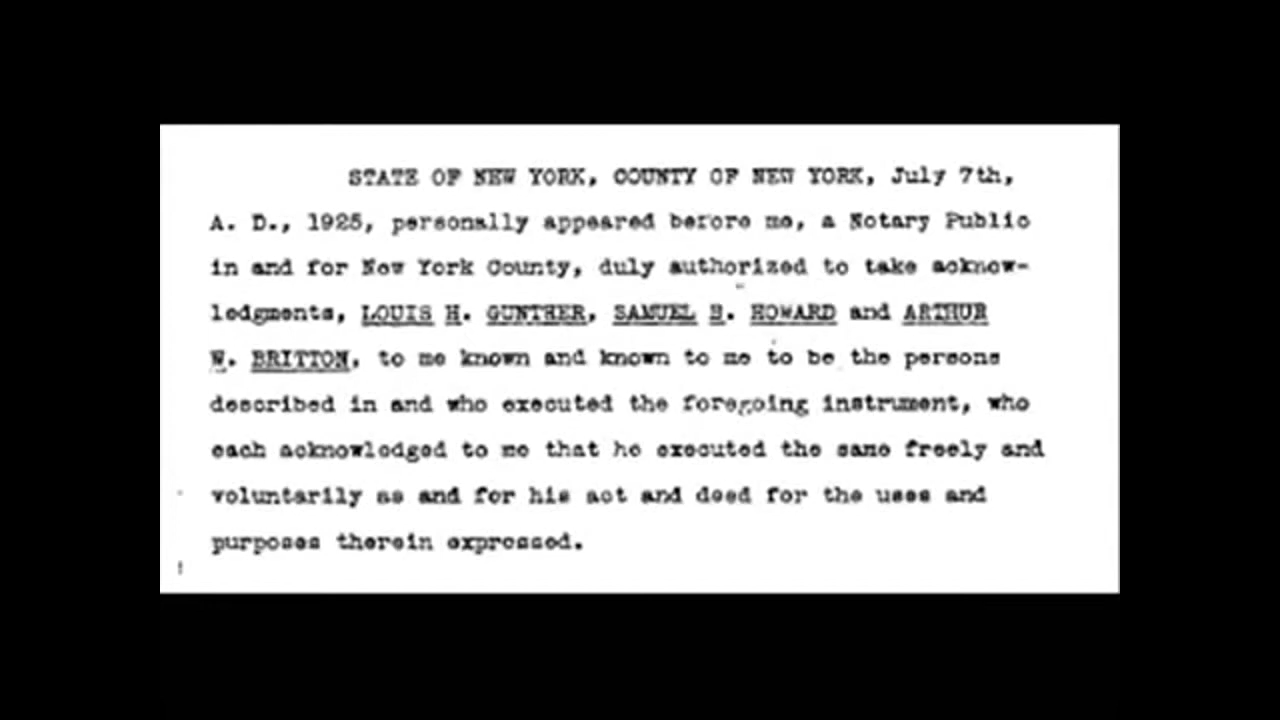 STATE OF NEW YORK, COUNTY OF NEW YORK, July 7th,
A. D., 1925, personally appeared before me, a Notary Public
in and for New York County, duly authorized to take acknow-
ledgments, LOUIS H. GUNTHER, SAMUEL B. HOWARD and ARTHUR
W. BRITTON, to me known and known to me to be the persons
described in and who executed the foregoing instrument, who
each acknowledged to me that he executed the same freely and
voluntarily as and for his act and deed for the uses and
purposes therein expressed.